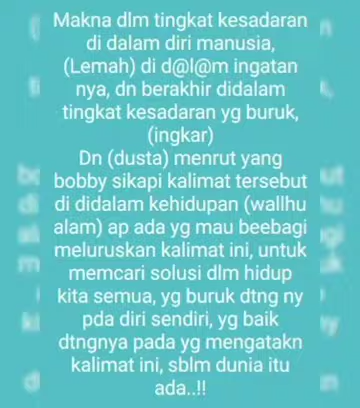 Makna dlm tingkat kesadaran
di dalam diri manusia,
(Lemah) di d@l@m ingatan
nya, dn berakhir didalam
tingkat kesadaran yg buruk,
(ingkar)
Dn (dusta) menrut yang
bobby sikapi kalimat tersebut
di didalam kehidupan (wallhu
alam) ap ada yg mau beebagi
meluruskan kalimat ini, untuk
memcari solusi dlm hidup
kita semua, yg buruk dtng ny
pda diri sendiri, yg baik
dtngnya pada yg mengatakn
kalimat ini, sblm dunia itu
ada..!!